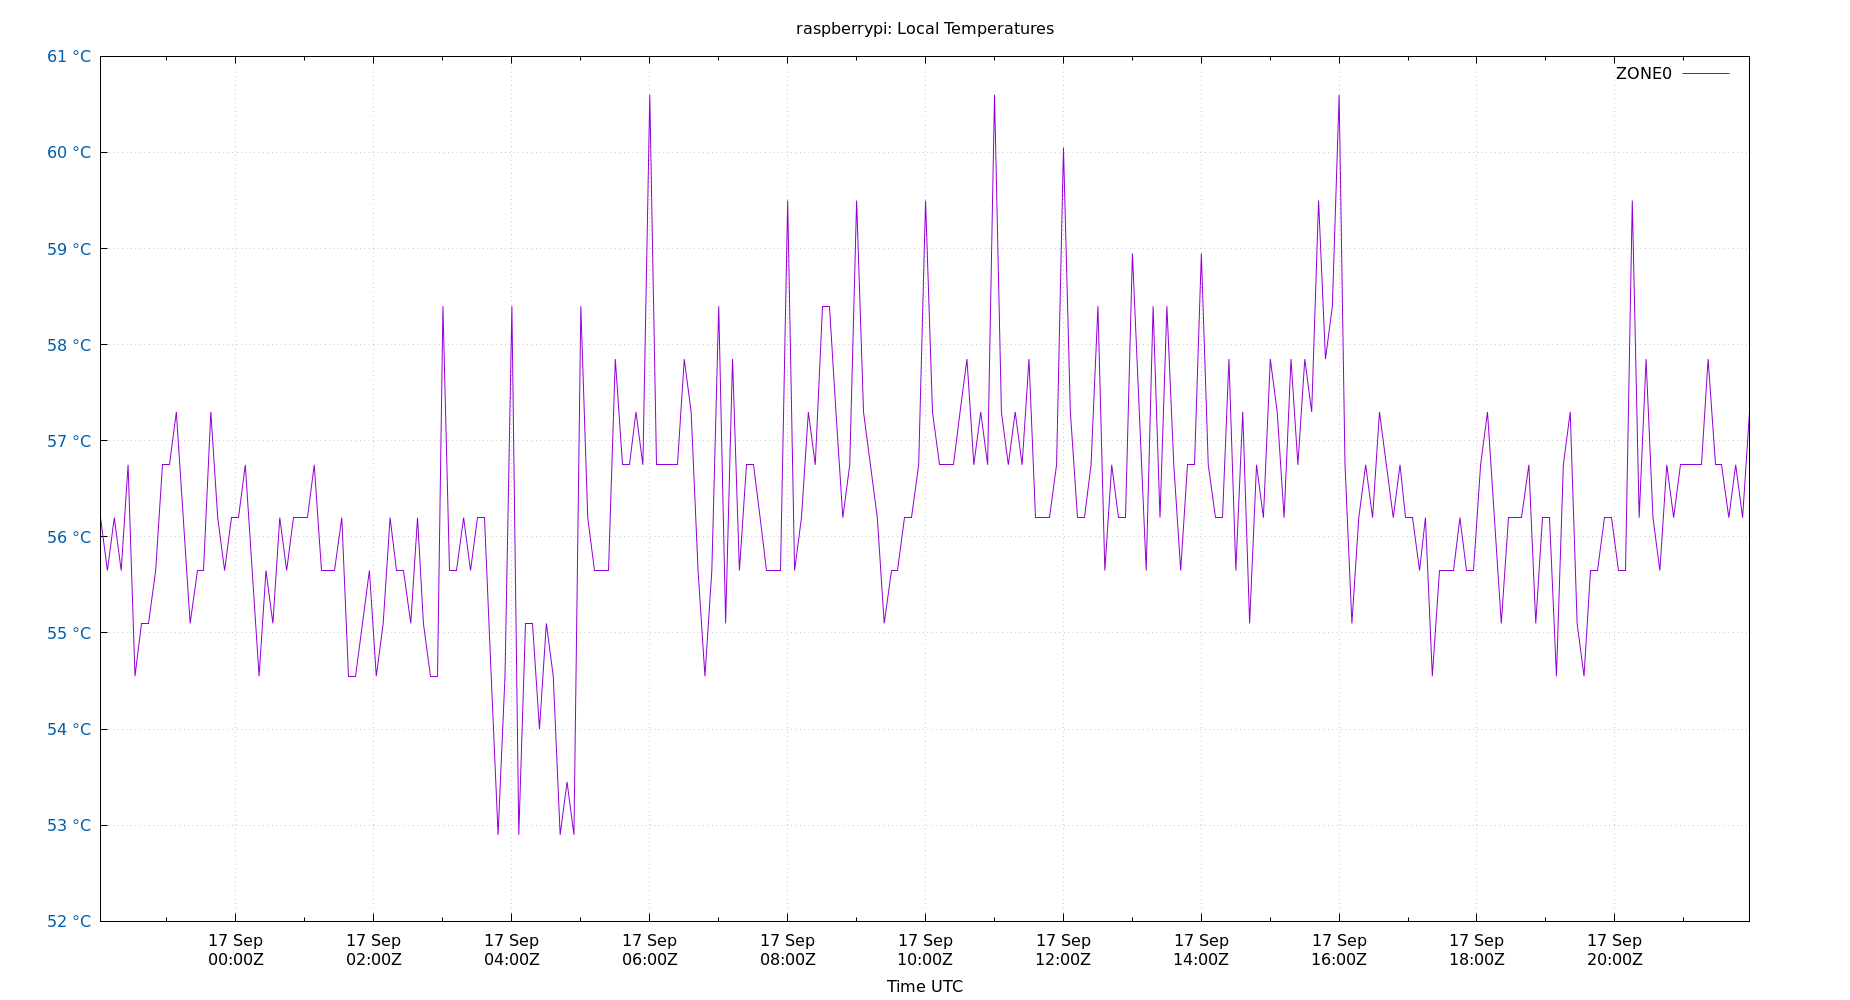 raspberrypi: Local Temperatures
ZONE0
61 °C
60 °C
59 °C
58 °C
57 °C
56 °C
55 °C
54 °C
53 °C
52 °C
17 Sep 17 Sep 17 Sep 17 Sep 17 Sep 17 Sep 17 Sep 17 Sep 17 Sep 17 Sep 17 Sep
00:00Z 02:00Z 04:00Z 06:00Z 08:00Z 10:00Z 12:00Z 14:00Z 16:00Z 18:00Z 20:00Z
Time UTC